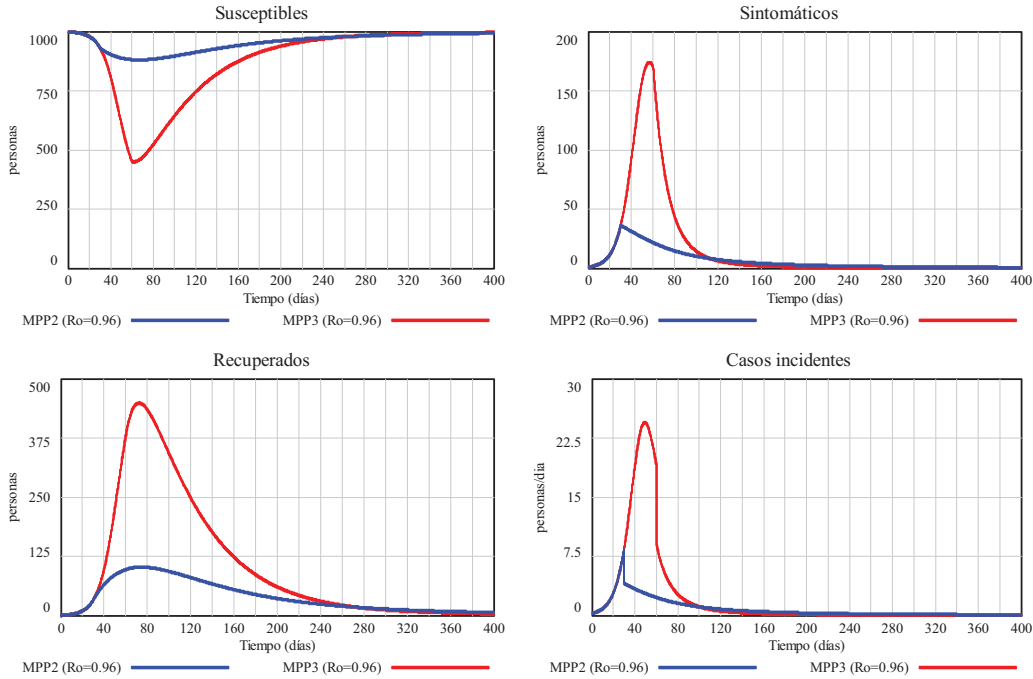 Susceptibles
1000
750
500
250
0
personas
0 40 80 120 160 200 240 280 320 360 400
Tiempo (días)
MPP2 (Ro=0.96) MPP3 (Ro=0.96)
Sintomáticos
200
150
100
50
0
personas
0 40 80 120 160 200 240 280 320 360 400
Tiempo (días)
MPP2 (Ro=0.96) MPP3 (Ro=0.96)
Recuperados
500
375
250
125
0
personas
0 40 80 120 160 200 240 280 320 360 400
Tiempo (días)
MPP2 (Ro=0.96) MPP3 (Ro=0.96)
Casos incidentes
30
22.5
15
7.5
0
personas/dia
0 40 80 120 160 200 240 280 320 360 400
Tiempo (días)
MPP2 (Ro=0.96) MPP3 (Ro=0.96)